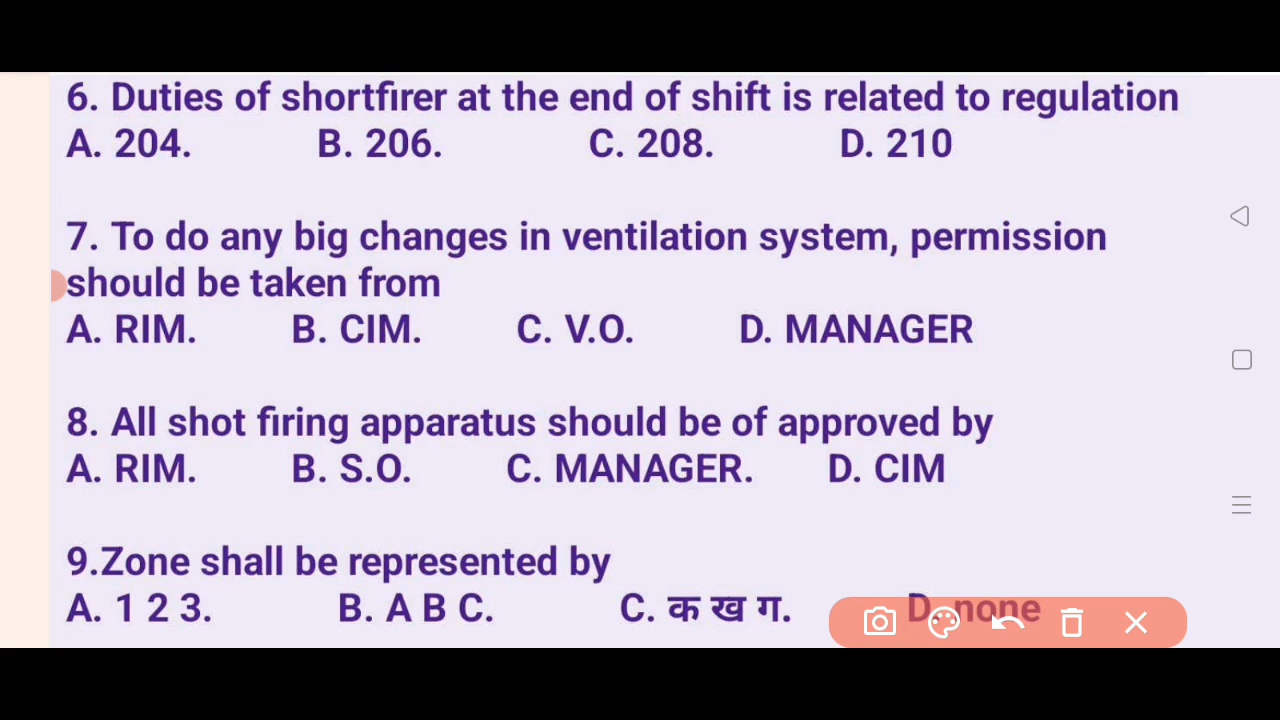 6. Duties of shortfirer at the end of shift is related to regulation
A. 204. B. 206. C. 208. D. 210
7. To do any big changes in ventilation system, permission
should be taken from
A. RIM. B. CIM. C. V.O. D. MANAGER
8. All shot firing apparatus should be of approved by
A. RIM. B. S.O. C. MANAGER. D. CIM
9.Zone shall be represented by
A. 1 2 3. B. A B C. C. क ख ग. D. none